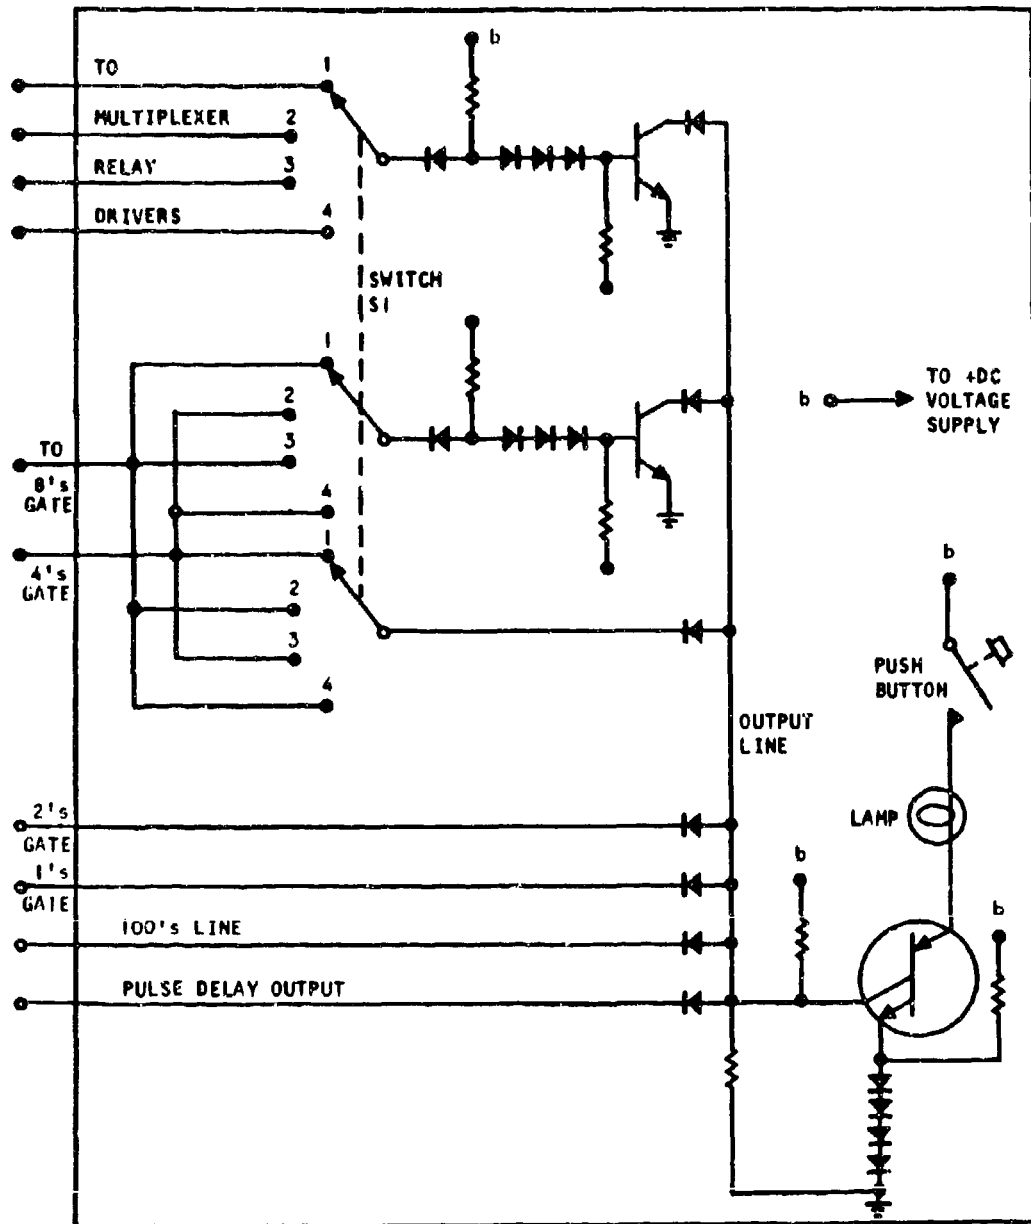 b
TO
1
MULTIPLEXER
2
RELAY
3
DRIVERS
4
SWITCH
S1
1
2
3
4
TO
8's
GATE
1
4's
GATE
2
3
4
b
TO +DC
VOLTAGE
SUPPLY
b
PUSH
BUTTON
OUTPUT
LINE
LAMP
2's
GATE
1's
GATE
100's LINE
PULSE DELAY OUTPUT
b
b